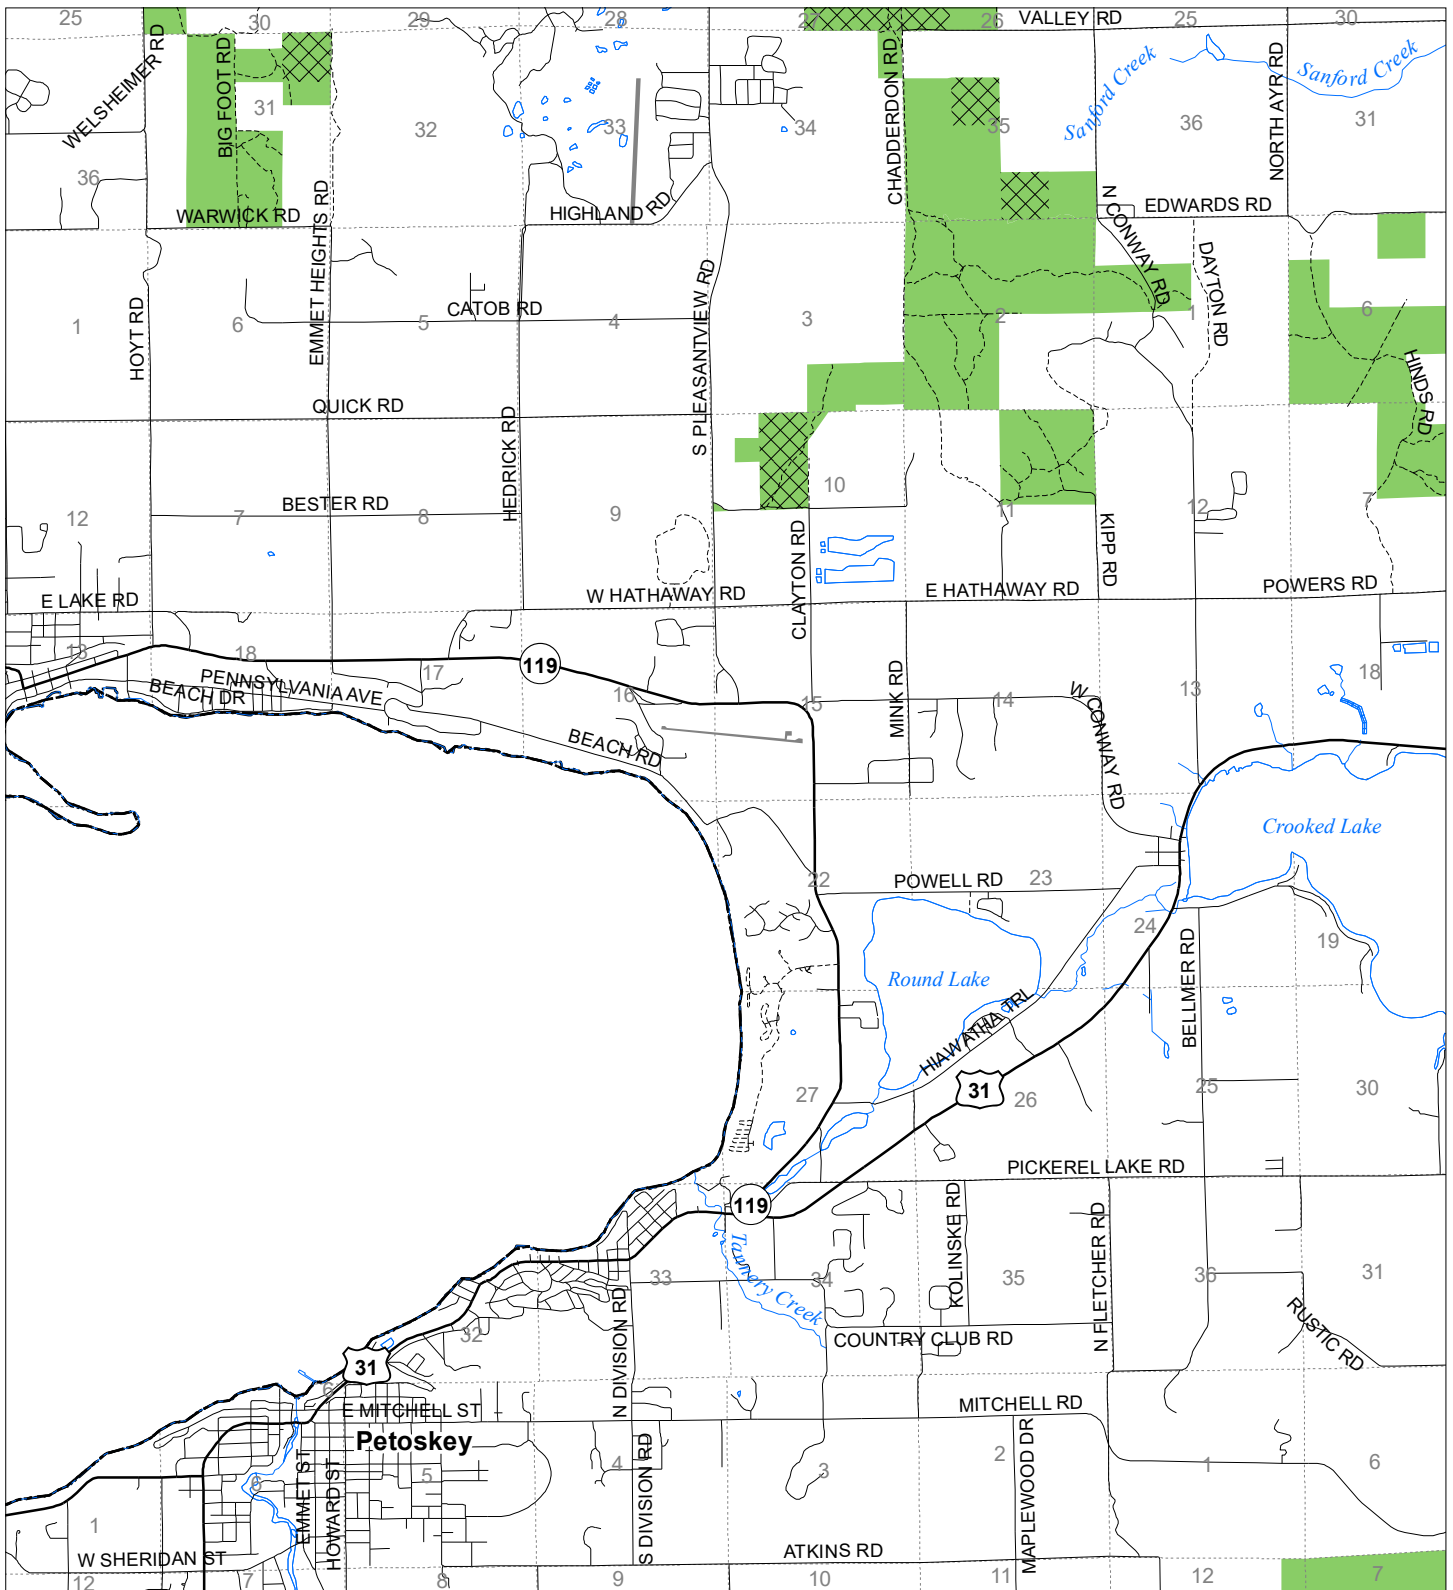 25
30
29
32
28
27
26
VALLEY RD
25
30
WELSHEIMER RD
BIG FOOT RD
31
32
33
34
CHADDERDON RD
35
Sanford Creek
36
NORTH AYR RD
Sanford Creek
31
36
WARWICK RD
EMMET HEIGHTS RD
HIGHLAND RD
N CONWAY RD
EDWARDS RD
DAYTON RD
1
HOYT RD
6
5
CATOB RD
4
S PLEASANTVIEW RD
3
2
1
6
HINDS RD
QUICK RD
HEDRICK RD
12
7
BESTER RD
8
9
10
11
12
7
CLAYTON RD
KIPP RD
E LAKE RD
W HATHAWAY RD
E HATHAWAY RD
POWERS RD
13
18
17
119
16
15
MINK RD
14
W CONWAY RD
13
18
PENNSYLVANIA AVE
BEACH DR
BEACH RD
Crooked Lake
22
POWELL RD
23
24
19
Round Lake
HIAWATHA TRL
BELLMER RD
27
31
26
25
30
PICKEREL LAKE RD
119
KOLINSKE RD
N FLETCHER RD
Tannery Creek
33
34
35
36
31
N DIVISION RD
COUNTRY CLUB RD
RUSTIC RD
32
31
6
E MITCHELL ST
MITCHELL RD
Petoskey
6
EMMET ST
HOWARD ST
5
4
S DIVISION RD
3
2
MAPLEWOOD DR
1
6
1
W SHERIDAN ST
ATKINS RD
12
7
8
9
10
11
12
7